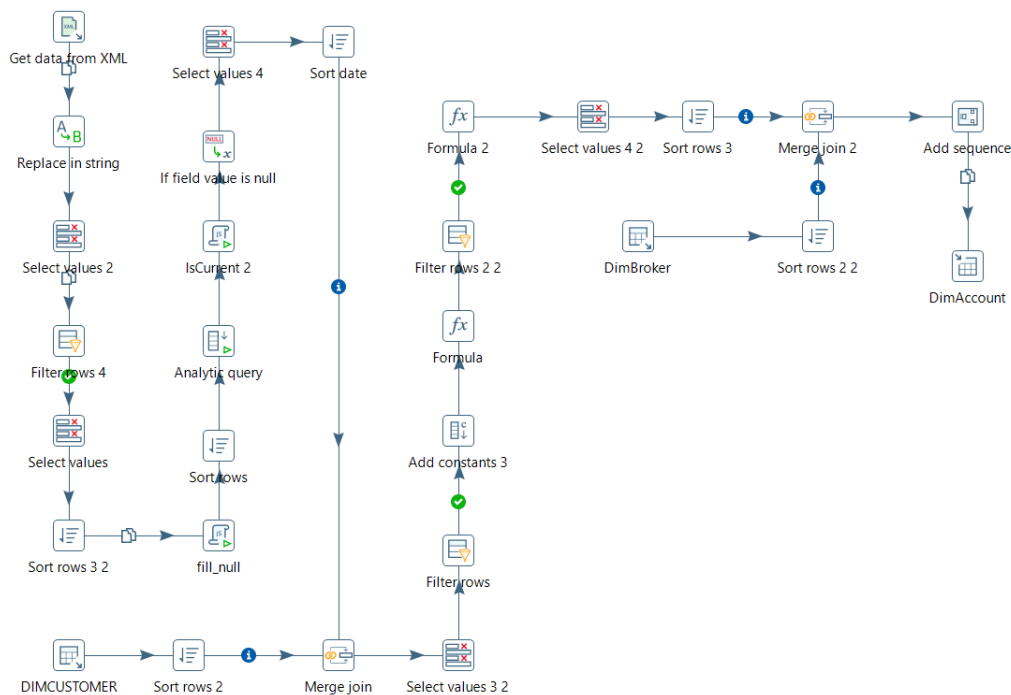 Get data from XML
Replace in string
Select values 2
Filter rows 4
Select values
Sort rows 3 2
fill_null
Sort rows
Analytic query
IsCurrent 2
If field value is null
Select values 4
Sort date
DIMCUSTOMER
Sort rows 2
Merge join
Select values 3 2
Filter rows
Add constants 3
Formula
Filter rows 2 2
Formula 2
Select values 4 2
Sort rows 3
Merge join 2
DimBroker
Sort rows 2 2
Add sequence
DimAccount